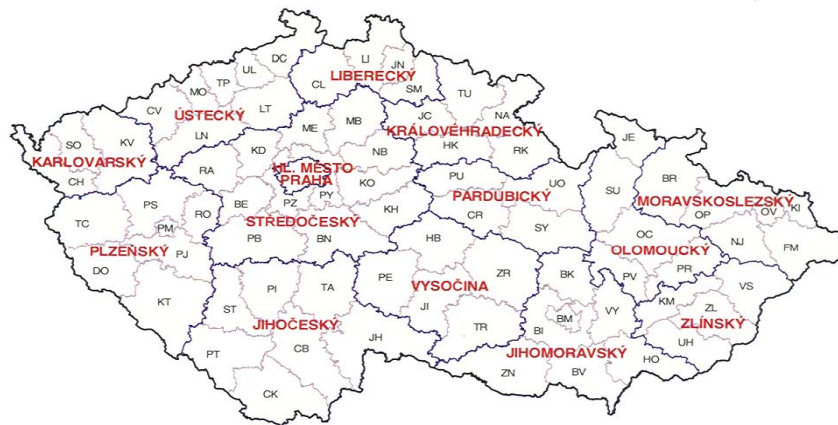 DC
LI
JN
UL
TP
MO
CL
LIBERECKÝ
SM
TU
CV
LT
ÚSTECKÝ
ME
MB
JC
NA
KRÁLOVÉHRADECKÝ
LN
HK
RK
JE
SO
KV
KARLOVARSKÝ
CH
KD
RA
NB
HL. MĚSTO
PRAHA
KO
PU
PARDUBICKÝ
UO
SU
BR
MORAVSKOSLEZSKÝ
OP
OV
KI
TC
PS
RO
BE
PZ
PY
STŘEDOČESKÝ
KH
CR
SY
PM
PLZEŇSKÝ
PJ
PB
BN
HB
OC
OLOMOUCKÝ
NJ
FM
DO
KT
PI
TA
PE
VYSOČINA
ZR
BK
PV
PR
VS
ST
JIHOČESKÝ
JI
TR
BM
BI
VY
KM
ZL
ZLÍNSKÝ
UH
PT
CB
JH
JIHOMORAVSKÝ
HO
ZN
BV
CK